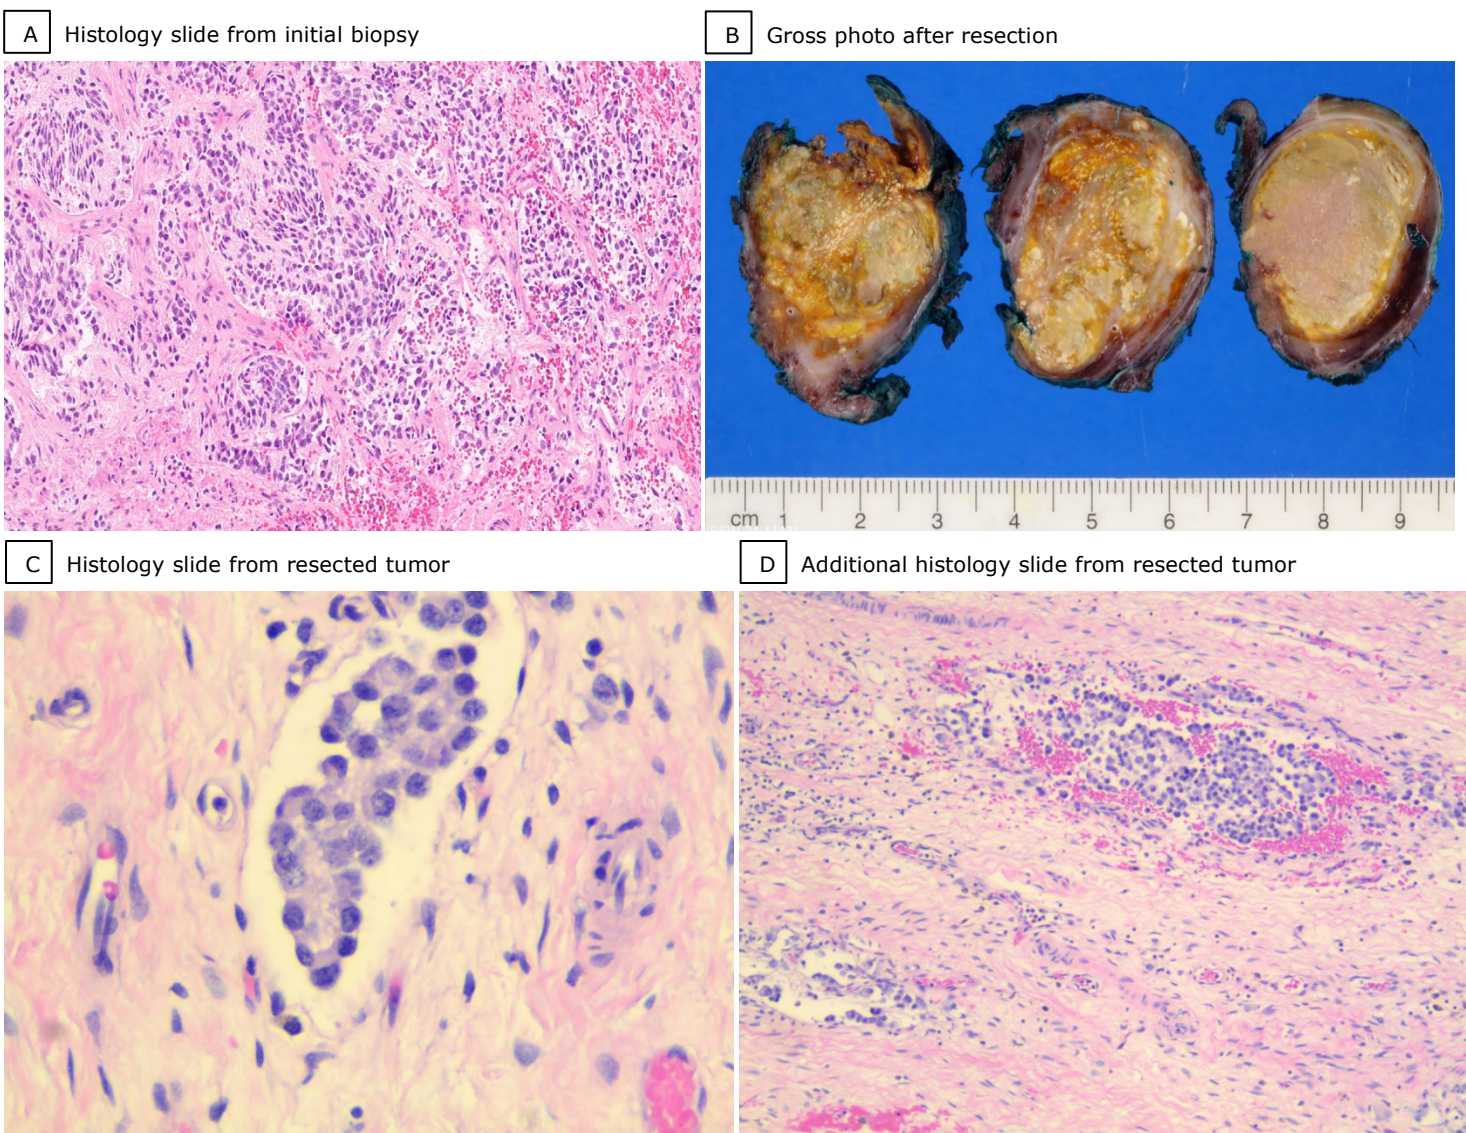 A Histology slide from initial biopsy
B Gross photo after resection
cm 1 2 3 4 5 6 7 8 9
C Histology slide from resected tumor
D Additional histology slide from resected tumor